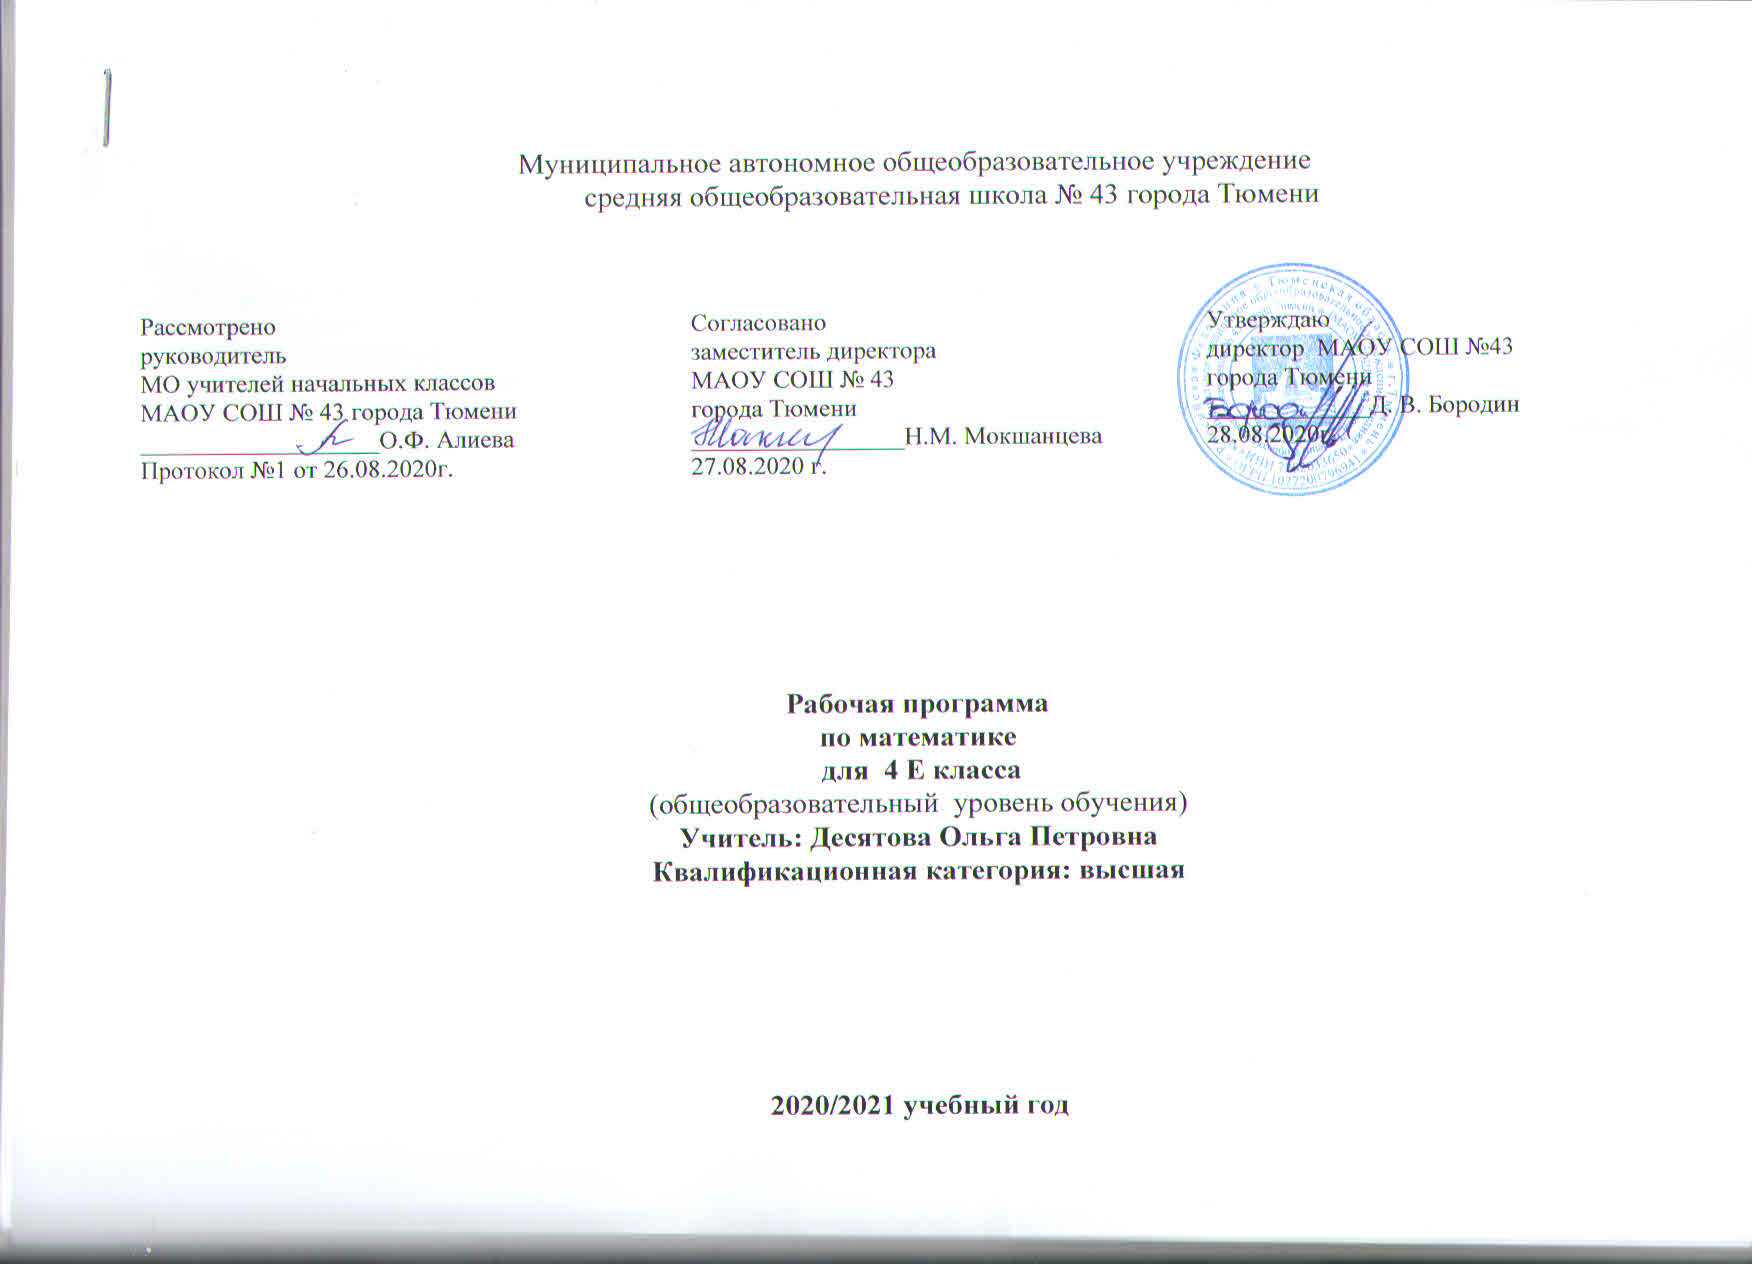 Муниципальное автономное общеобразовательное учреждение
средняя общеобразовательная школа № 43 города Тюмени
Рассмотрено
руководитель
МО учителей начальных классов
МАОУ СОШ № 43 города Тюмени
О.Ф. Алиева
Протокол №1 от 26.08.2020г.
Согласовано
заместитель директора
МАОУ СОШ № 43
города Тюмени
Н.М. Мокшанцева
27.08.2020 г.
Утверждаю
директор МАОУ СОШ №43
города Тюмени
Д. В. Бородин
28.08.2020г.
Рабочая программа
по математике
для 4 Е класса
(общеобразовательный уровень обучения)
Учитель: Десятова Ольга Петровна
Квалификационная категория: высшая
2020/2021 учебный год